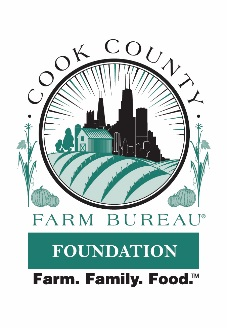 · COOK COUNTY ·
FARM BUREAU®
FOUNDATION
Farm. Family. Food.™